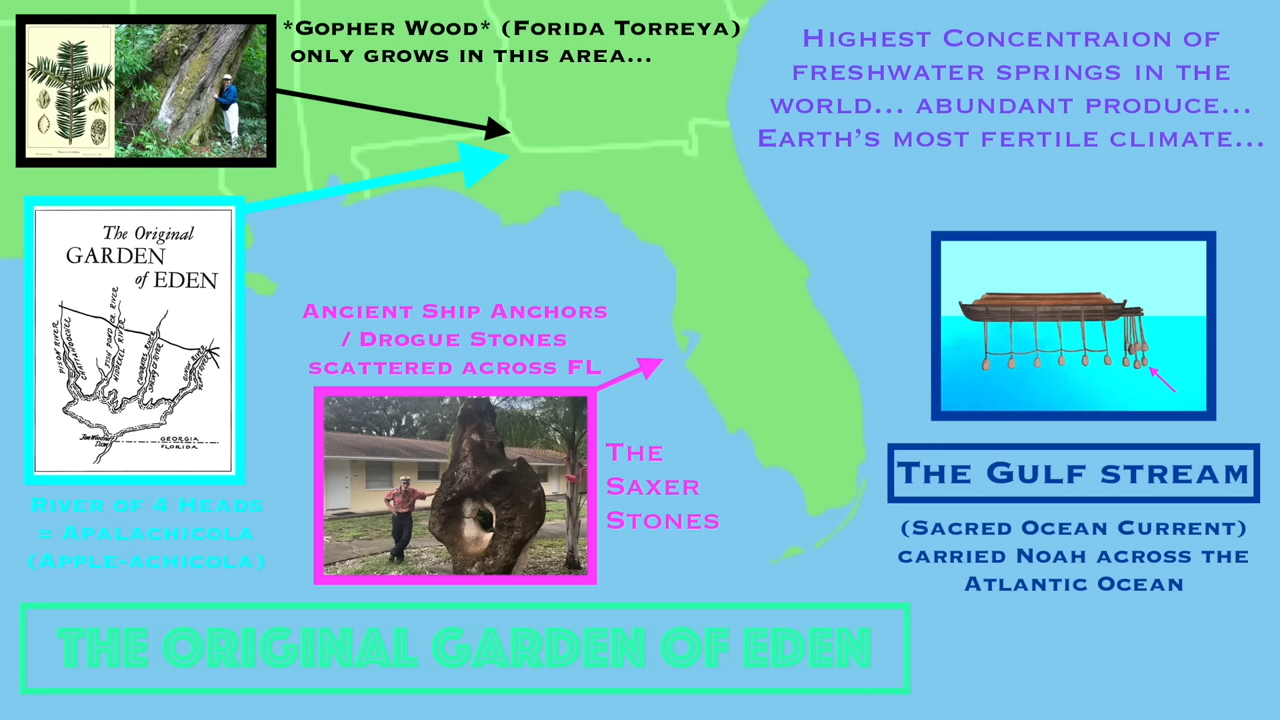 *Gopher Wood* (Forida Torreya)
only grows in this area...
Highest Concentraion of
freshwater springs in the
world... abundant produce...
Earth's most fertile climate...
The Original
GARDEN
of EDEN
GEORGIA
FLORIDA
River of 4 Heads
= Apalachicola
(Apple-achicola)
Ancient Ship Anchors
/ Drogue Stones
scattered across FL
The
Saxer
Stones
The Gulf stream
(Sacred Ocean Current)
carried Noah across the
Atlantic Ocean
THE ORIGINAL GARDEN OF EDEN